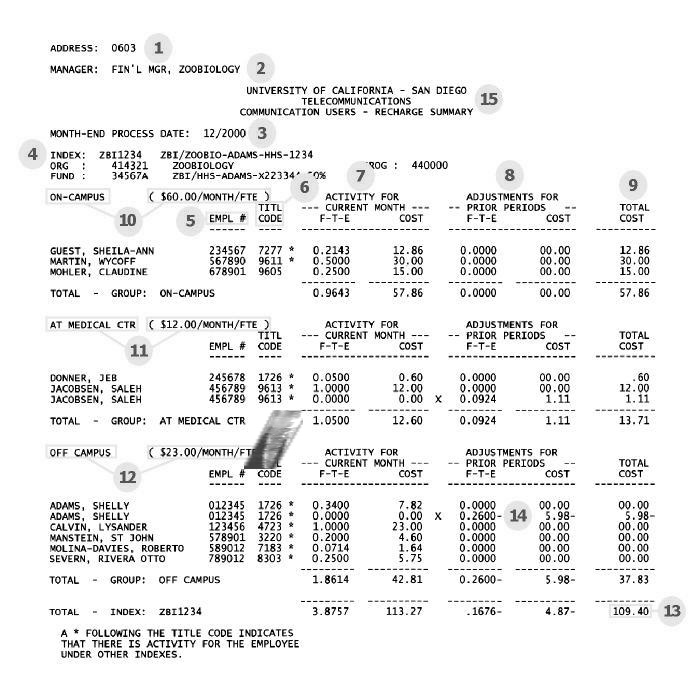 ADDRESS: 0603 1
MANAGER: FIN'L MGR, ZOOBIOLOGY 2
UNIVERSITY OF CALIFORNIA - SAN DIEGO
TELECOMMUNICATIONS 15
COMMUNICATION USERS - RECHARGE SUMMARY
MONTH-END PROCESS DATE: 12/2000 3
4 INDEX: ZBI1234 ZBI/ZOOBIO-ADAMS-HHS-1234
ORG : 414321 ZOOBIOLOGY : 440000
FUND : 34567A ZBI/HHS-ADAMS-X22334
6 7 8 9
ON-CAMPUS ( $60.00/MONTH/FTE ) ACTIVITY FOR ADJUSTMENTS FOR
TITL --- CURRENT MONTH --- -- PRIOR PERIODS -- TOTAL
10 5 EMPL # CODE F-T-E COST F-T-E COST COST
GUEST, SHEILA-ANN 234567 7277 * 0.2143 12.86 0.0000 00.00 12.86
MARTIN, WYCOFF 567890 9611 * 0.5000 30.00 0.0000 00.00 30.00
MOHLER, CLAUDINE 678901 9605 0.2500 15.00 0.0000 00.00 15.00
TOTAL - GROUP: ON-CAMPUS 0.9643 57.86 0.0000 00.00 57.86
AT MEDICAL CTR ( $12.00/MONTH/FTE ) ACTIVITY FOR ADJUSTMENTS FOR
TITL --- CURRENT MONTH --- -- PRIOR PERIODS -- TOTAL
11 EMPL # CODE F-T-E COST F-T-E COST COST
DONNER, JEB 245678 1726 * 0.0500 0.60 0.0000 00.00 .60
JACOBSEN, SALEH 456789 9613 * 1.0000 12.00 0.0000 00.00 12.00
JACOBSEN, SALEH 456789 9613 * 0.0000 0.00 X 0.0924 1.11 1.11
TOTAL - GROUP: AT MEDICAL CTR 1.0500 12.60 0.0924 1.11 13.71
OFF CAMPUS ( $23.00/MONTH/ ACTIVITY FOR ADJUSTMENTS FOR
--- CURRENT MONTH --- -- PRIOR PERIODS -- TOTAL
12 EMPL # CODE F-T-E COST F-T-E COST COST
ADAMS, SHELLY 012345 1726 * 0.3400 7.82 0.0000 00.00 00.00
ADAMS, SHELLY 012345 1726 * 0.0000 0.00 X 0.2600- 14 5.98- 5.98-
CALVIN, LYSANDER 123456 4723 * 1.0000 23.00 0.0000 00.00 00.00
MANSTEIN, ST JOHN 578901 3220 * 0.2000 4.60 0.0000 00.00 00.00
MOLINA-DAVIES, ROBERTO 589012 7183 * 0.0714 1.64 0.0000 00.00 00.00
SEVERN, RIVERA OTTO 789012 8303 * 0.2500 5.75 0.0000 00.00 00.00
TOTAL - GROUP: OFF CAMPUS 1.8614 42.81 0.2600- 5.98- 37.83
TOTAL - INDEX: ZBI1234 3.8757 113.27 .1676- 4.87- 109.40 13
A * FOLLOWING THE TITLE CODE INDICATES
THAT THERE IS ACTIVITY FOR THE EMPLOYEE
UNDER OTHER INDEXES.